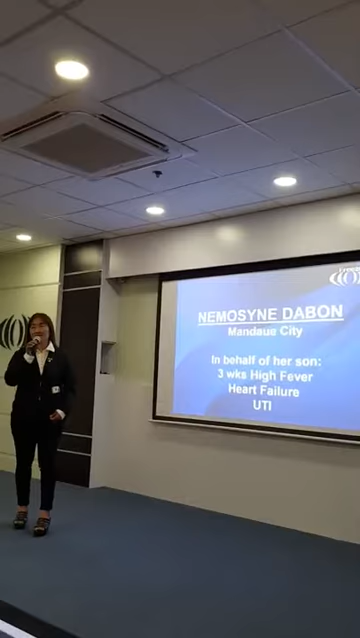 NEMOSYNE DABON
Mandaue City
In behalf of her son:
3 wks High Fever
Heart Failure
UTI